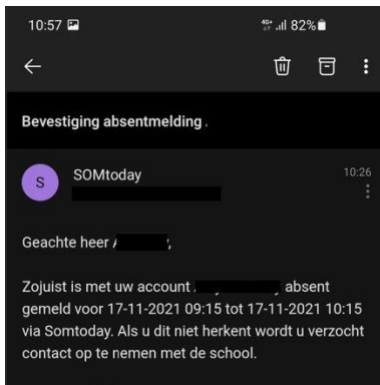 10:57 4G+ 82%
Bevestiging absentmelding .
S SOMtoday 10:26
Geachte heer ,
Zojuist is met uw account absent
gemeld voor 17-11-2021 09:15 tot 17-11-2021 10:15
via Somtoday. Als u dit niet herkent wordt u verzocht
contact op te nemen met de school.